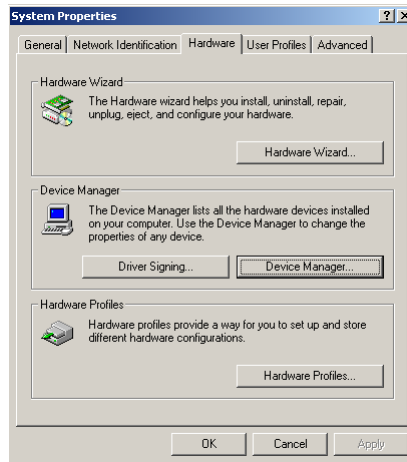 System Properties
General Network Identification Hardware User Profiles Advanced
Hardware Wizard
The Hardware wizard helps you install, uninstall, repair,
unplug, eject, and configure your hardware.
Hardware Wizard...
Device Manager
The Device Manager lists all the hardware devices installed
on your computer. Use the Device Manager to change the
properties of any device.
Driver Signing... Device Manager...
Hardware Profiles
Hardware profiles provide a way for you to set up and store
different hardware configurations.
Hardware Profiles...
OK Cancel Apply